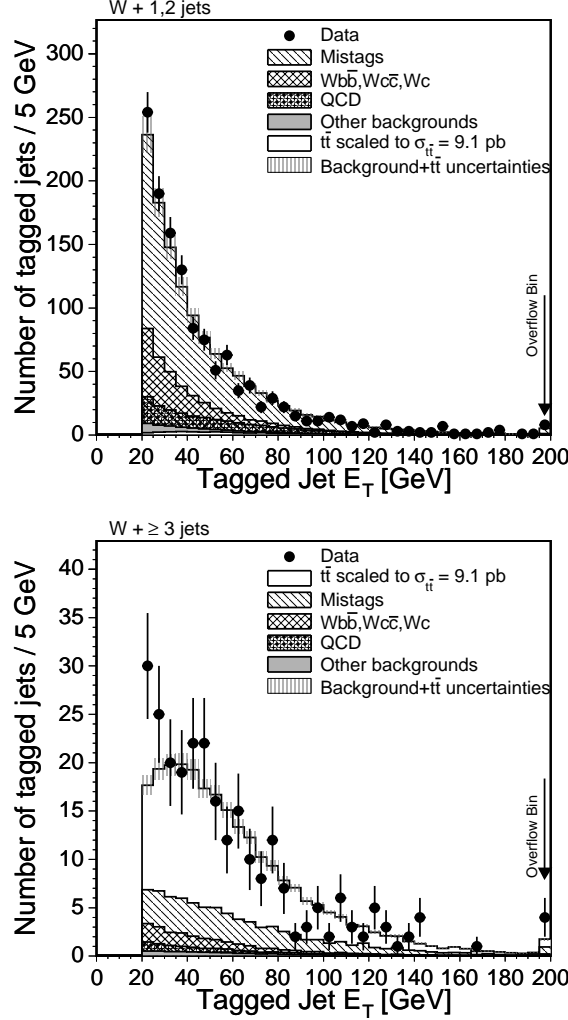 W + 1,2 jets
Number of tagged jets / 5 GeV
300
250
200
150
100
50
0
Data
Mistags
Wbb̄,Wcc̄,Wc
QCD
Other backgrounds
tt̄ scaled to σtt̄ = 9.1 pb
Background+tt̄ uncertainties
Overflow Bin
0 20 40 60 80 100 120 140 160 180 200
Tagged Jet ET [GeV]
W + ≥ 3 jets
Number of tagged jets / 5 GeV
40
35
30
25
20
15
10
5
0
Data
tt̄ scaled to σtt̄ = 9.1 pb
Mistags
Wbb̄,Wcc̄,Wc
QCD
Other backgrounds
Background+tt̄ uncertainties
Overflow Bin
0 20 40 60 80 100 120 140 160 180 200
Tagged Jet ET [GeV]